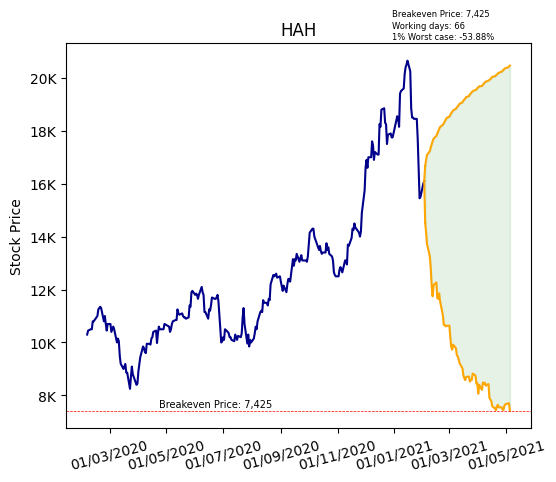 Breakeven Price: 7,425
Working days: 66
1% Worst case: -53.88%
HAH
Stock Price
20K
18K
16K
14K
12K
10K
8K
Breakeven Price: 7,425
01/03/2020
01/05/2020
01/07/2020
01/09/2020
01/11/2020
01/01/2021
01/03/2021
01/05/2021